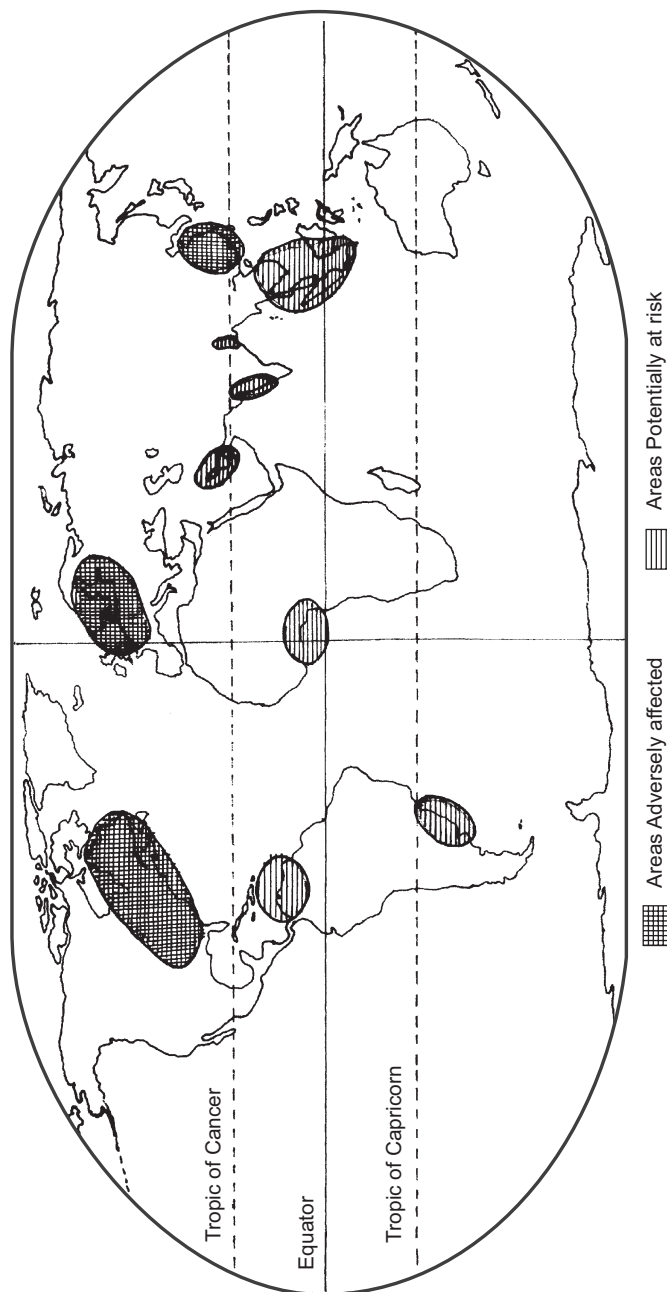 Tropic of Cancer
Equator
Tropic of Capricorn
Areas Adversely affected
Areas Potentially at risk